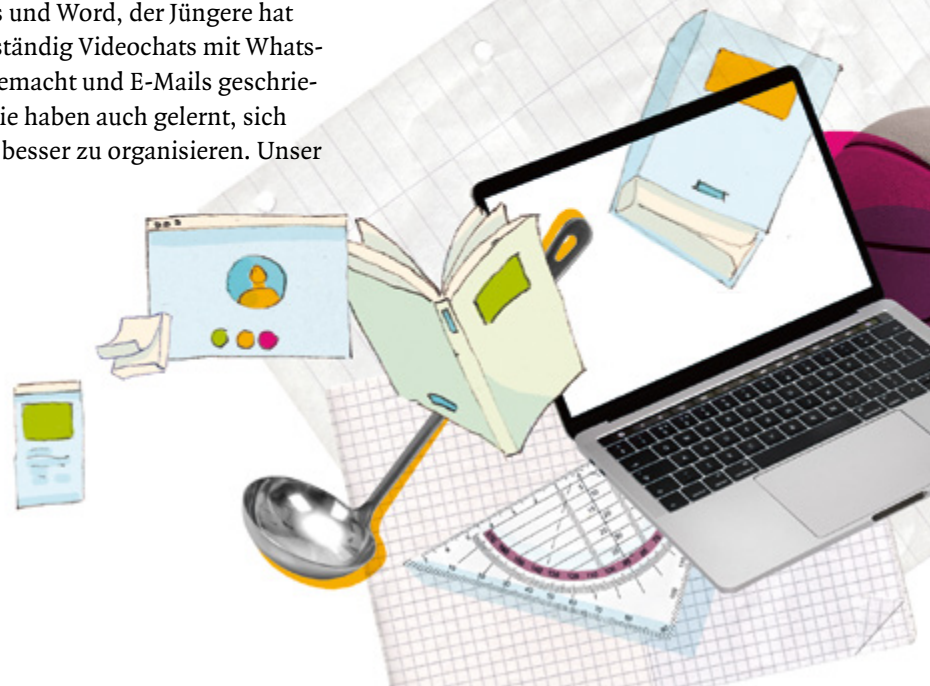 s und Word, der Jüngere hat
ständig Videochats mit Whats-
emacht und E-Mails geschrie-
ie haben auch gelernt, sich
besser zu organisieren. Unser